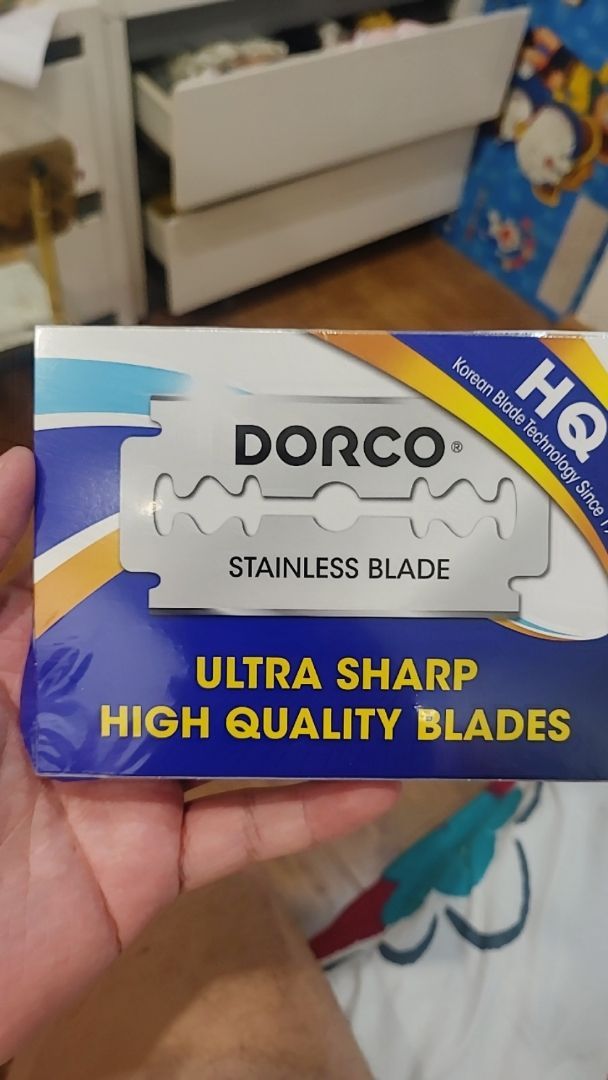 HQ
Korean Blade Technology Since
DORCO®
STAINLESS BLADE
ULTRA SHARP
HIGH QUALITY BLADES